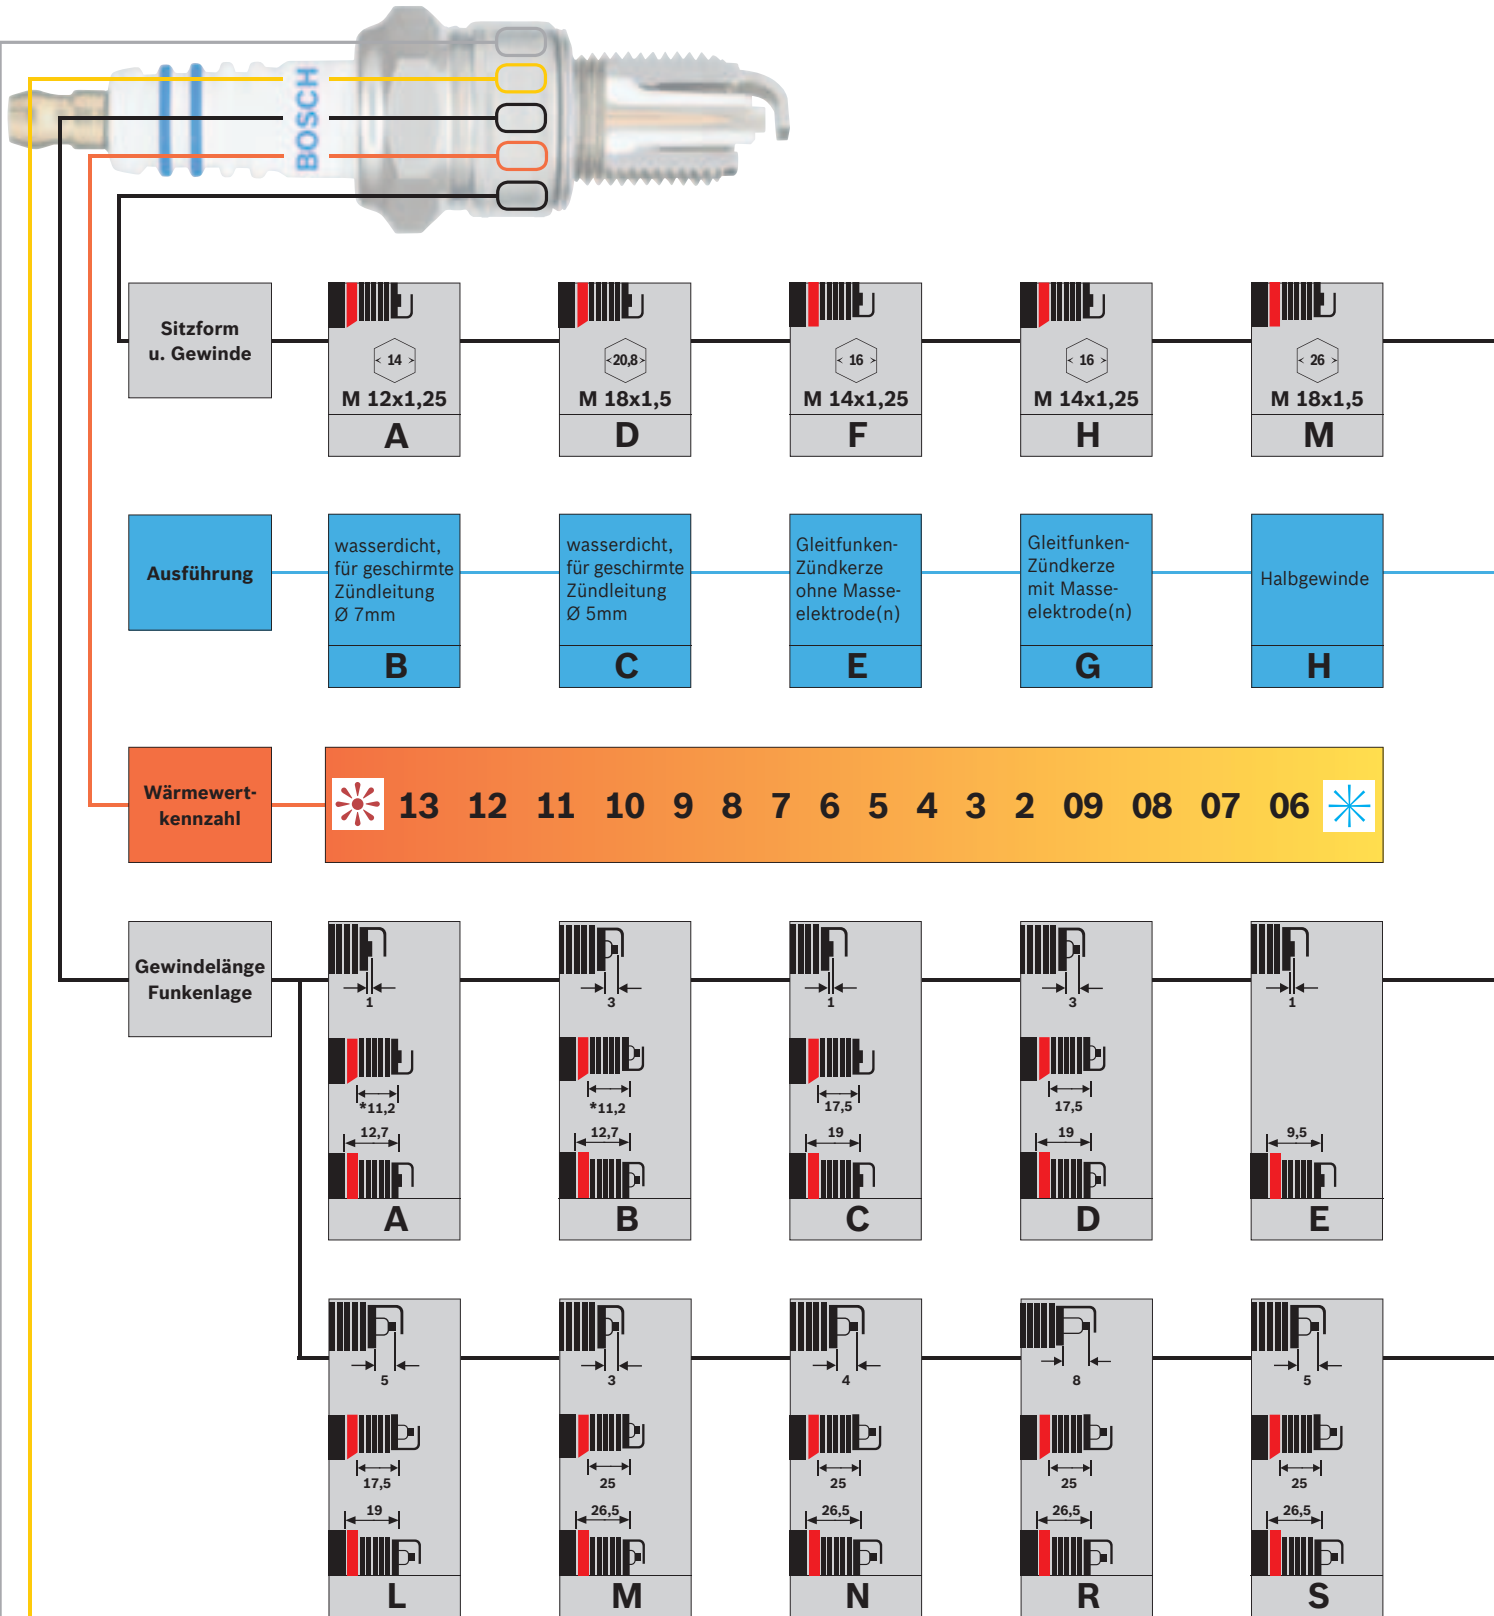 BOSCH
Sitzform
u. Gewinde
14
M 12x1,25
A
20,8
M 18x1,5
D
16
M 14x1,25
F
16
M 14x1,25
H
26
M 18x1,5
M
Ausführung
wasserdicht,
für geschirmte
Zündleitung
Ø 7mm
B
wasserdicht,
für geschirmte
Zündleitung
Ø 5mm
C
Gleitfunken-
Zündkerze
ohne Masse-
elektrode(n)
E
Gleitfunken-
Zündkerze
mit Masse-
elektrode(n)
G
Halbgewinde
H
Wärmewert-
kennzahl
13 12 11 10 9 8 7 6 5 4 3 2 09 08 07 06
Gewindelänge
Funkenlage
1
*11,2
12,7
A
3
*11,2
12,7
B
1
17,5
19
C
3
17,5
19
D
1
9,5
E
5
17,5
19
L
3
25
26,5
M
4
25
26,5
N
8
25
26,5
R
5
25
26,5
S